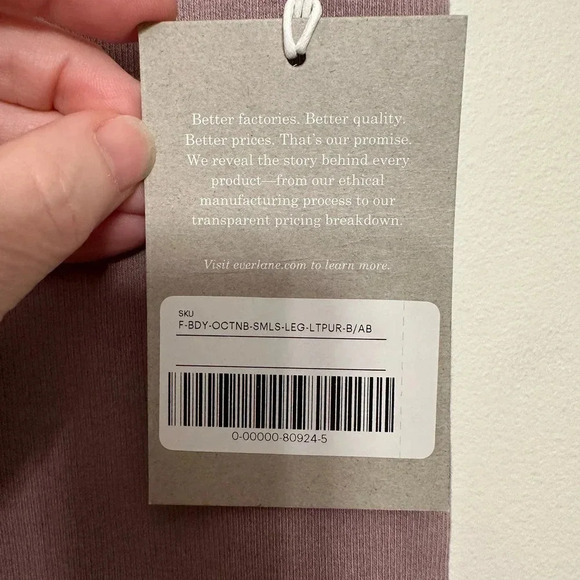 Better factories. Better quality.
Better prices. That's our promise.
We reveal the story behind every
product—from our ethical
manufacturing process to our
transparent pricing breakdown.
Visit everlane.com to learn more.
SKU
F-BDY-OCTNB-SMLS-LEG-LTPUR-B/AB
0-00000-80924-5